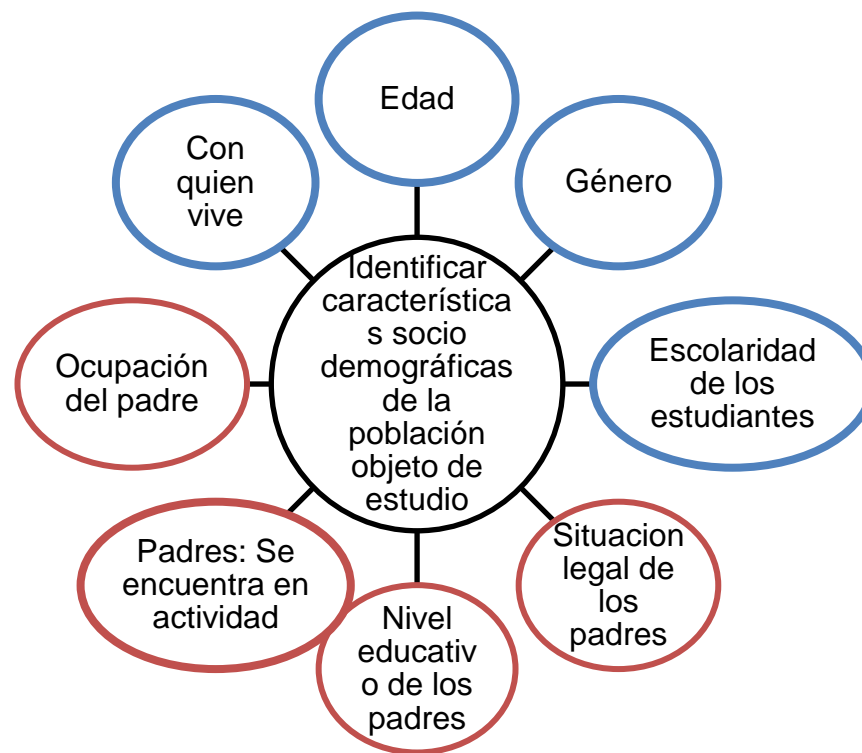 Edad
Con
quien
vive
Género
Identificar
característica
s socio
demográficas
de la
población
objeto de
estudio
Ocupación
del padre
Escolaridad
de los
estudiantes
Padres: Se
encuentra en
actividad
Situacion
legal de
los
padres
Nivel
educativ
o de los
padres